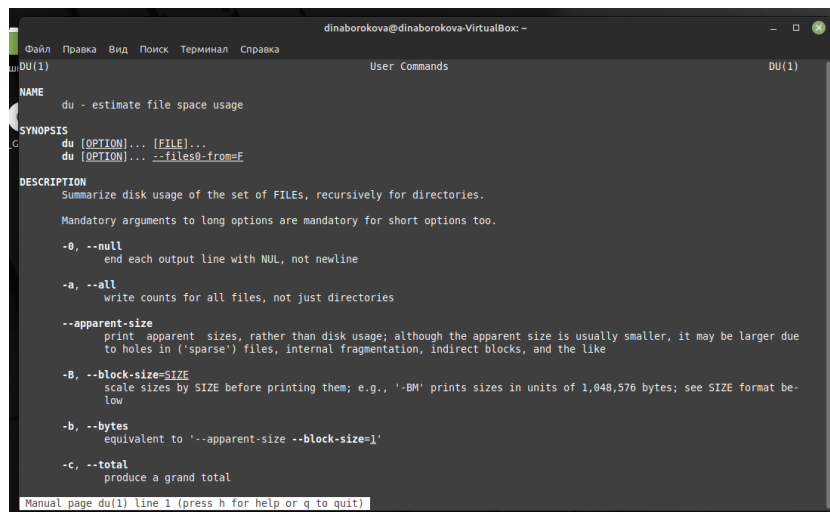 dinaborokova@dinaborokova-VirtualBox: ~
Файл Правка Вид Поиск Терминал Справка
DU(1) User Commands DU(1)
NAME
du - estimate file space usage
SYNOPSIS
du [OPTION]... [FILE]...
du [OPTION]... --files0-from=F
DESCRIPTION
Summarize disk usage of the set of FILEs, recursively for directories.
Mandatory arguments to long options are mandatory for short options too.
-0, --null
end each output line with NUL, not newline
-a, --all
write counts for all files, not just directories
--apparent-size
print apparent sizes, rather than disk usage; although the apparent size is usually smaller, it may be larger due
to holes in ('sparse') files, internal fragmentation, indirect blocks, and the like
-B, --block-size=SIZE
scale sizes by SIZE before printing them; e.g., '-BM' prints sizes in units of 1,048,576 bytes; see SIZE format be-
low
-b, --bytes
equivalent to '--apparent-size --block-size=1'
-c, --total
produce a grand total
Manual page du(1) line 1 (press h for help or q to quit)